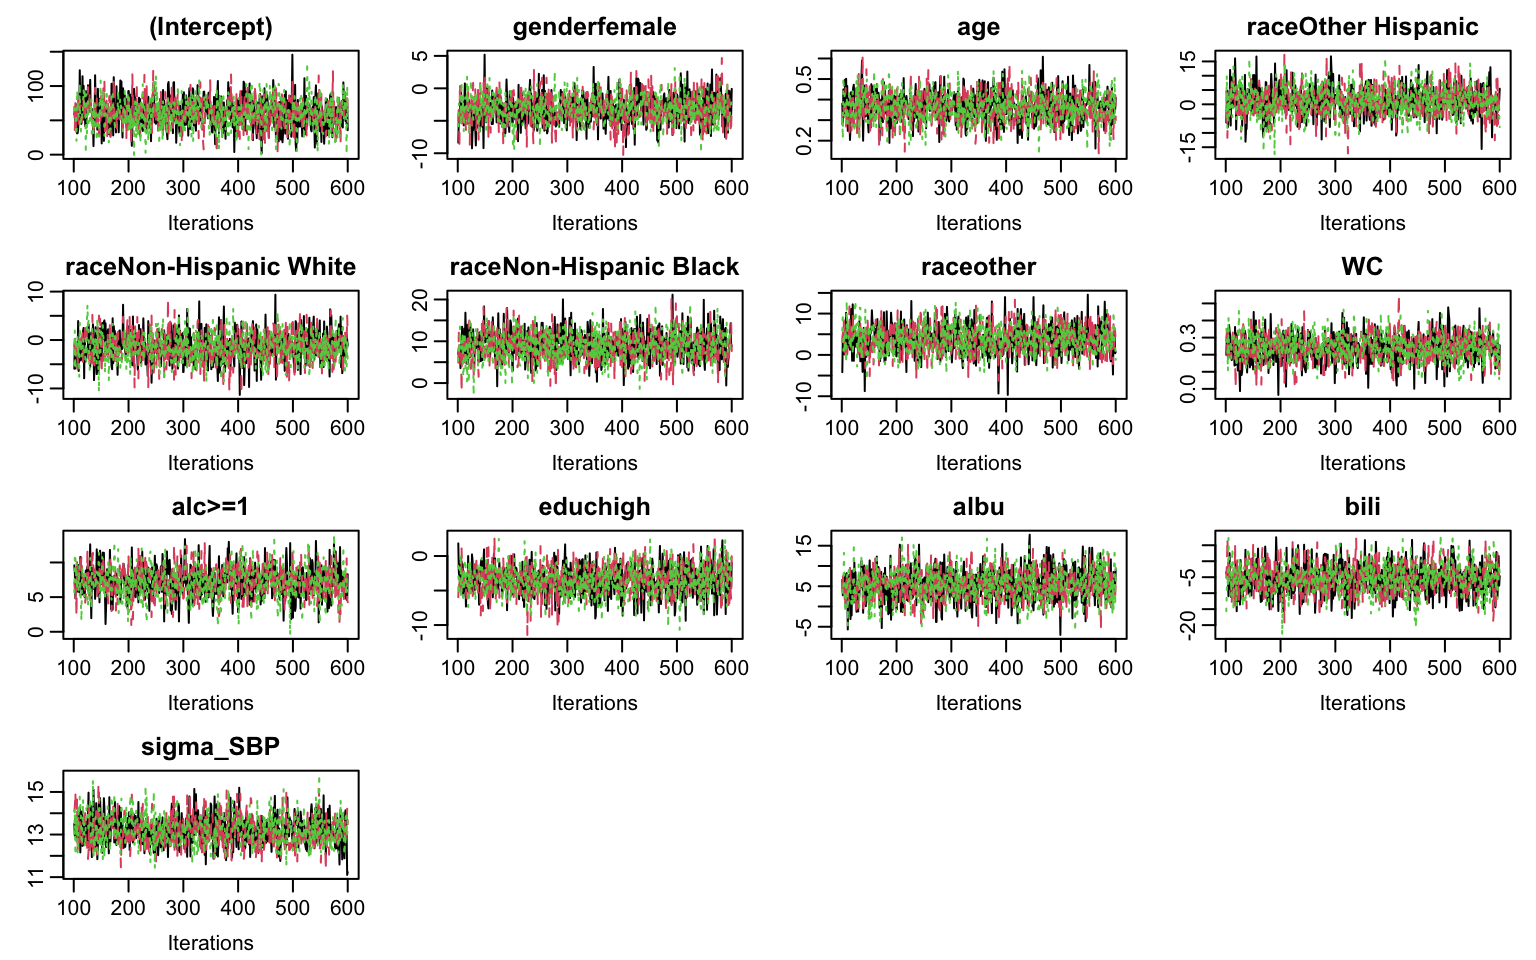 (Intercept) genderfemale age raceOther Hispanic
0 100
-10 0 5
0.2 0.5
-15 0 15
100 200 300 400 500 600 100 200 300 400 500 600 100 200 300 400 500 600 100 200 300 400 500 600
Iterations Iterations Iterations Iterations
raceNon-Hispanic White raceNon-Hispanic Black raceother WC
-10 0 10
0 10 20
-10 0 10
0.0 0.3
100 200 300 400 500 600 100 200 300 400 500 600 100 200 300 400 500 600 100 200 300 400 500 600
Iterations Iterations Iterations Iterations
alc>=1 educhigh albu bili
0 5
-10 0
-5 5 15
-20 -5
100 200 300 400 500 600 100 200 300 400 500 600 100 200 300 400 500 600 100 200 300 400 500 600
Iterations Iterations Iterations Iterations
sigma_SBP
11 13 15
100 200 300 400 500 600
Iterations